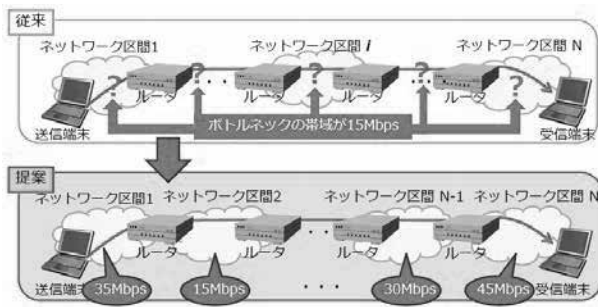 従来
ネットワーク区間1
ネットワーク区間 i
ネットワーク区間 N
? ? ? ? ?
ルータ ルータ ルータ ルータ
送信端末
ボトルネックの帯域が15Mbps
受信端末
提案
ネットワーク区間1
ネットワーク区間2
ネットワーク区間 N-1
ネットワーク区間 N
ルータ ルータ ルータ ルータ
送信端末
35Mbps
15Mbps
30Mbps
45Mbps
受信端末